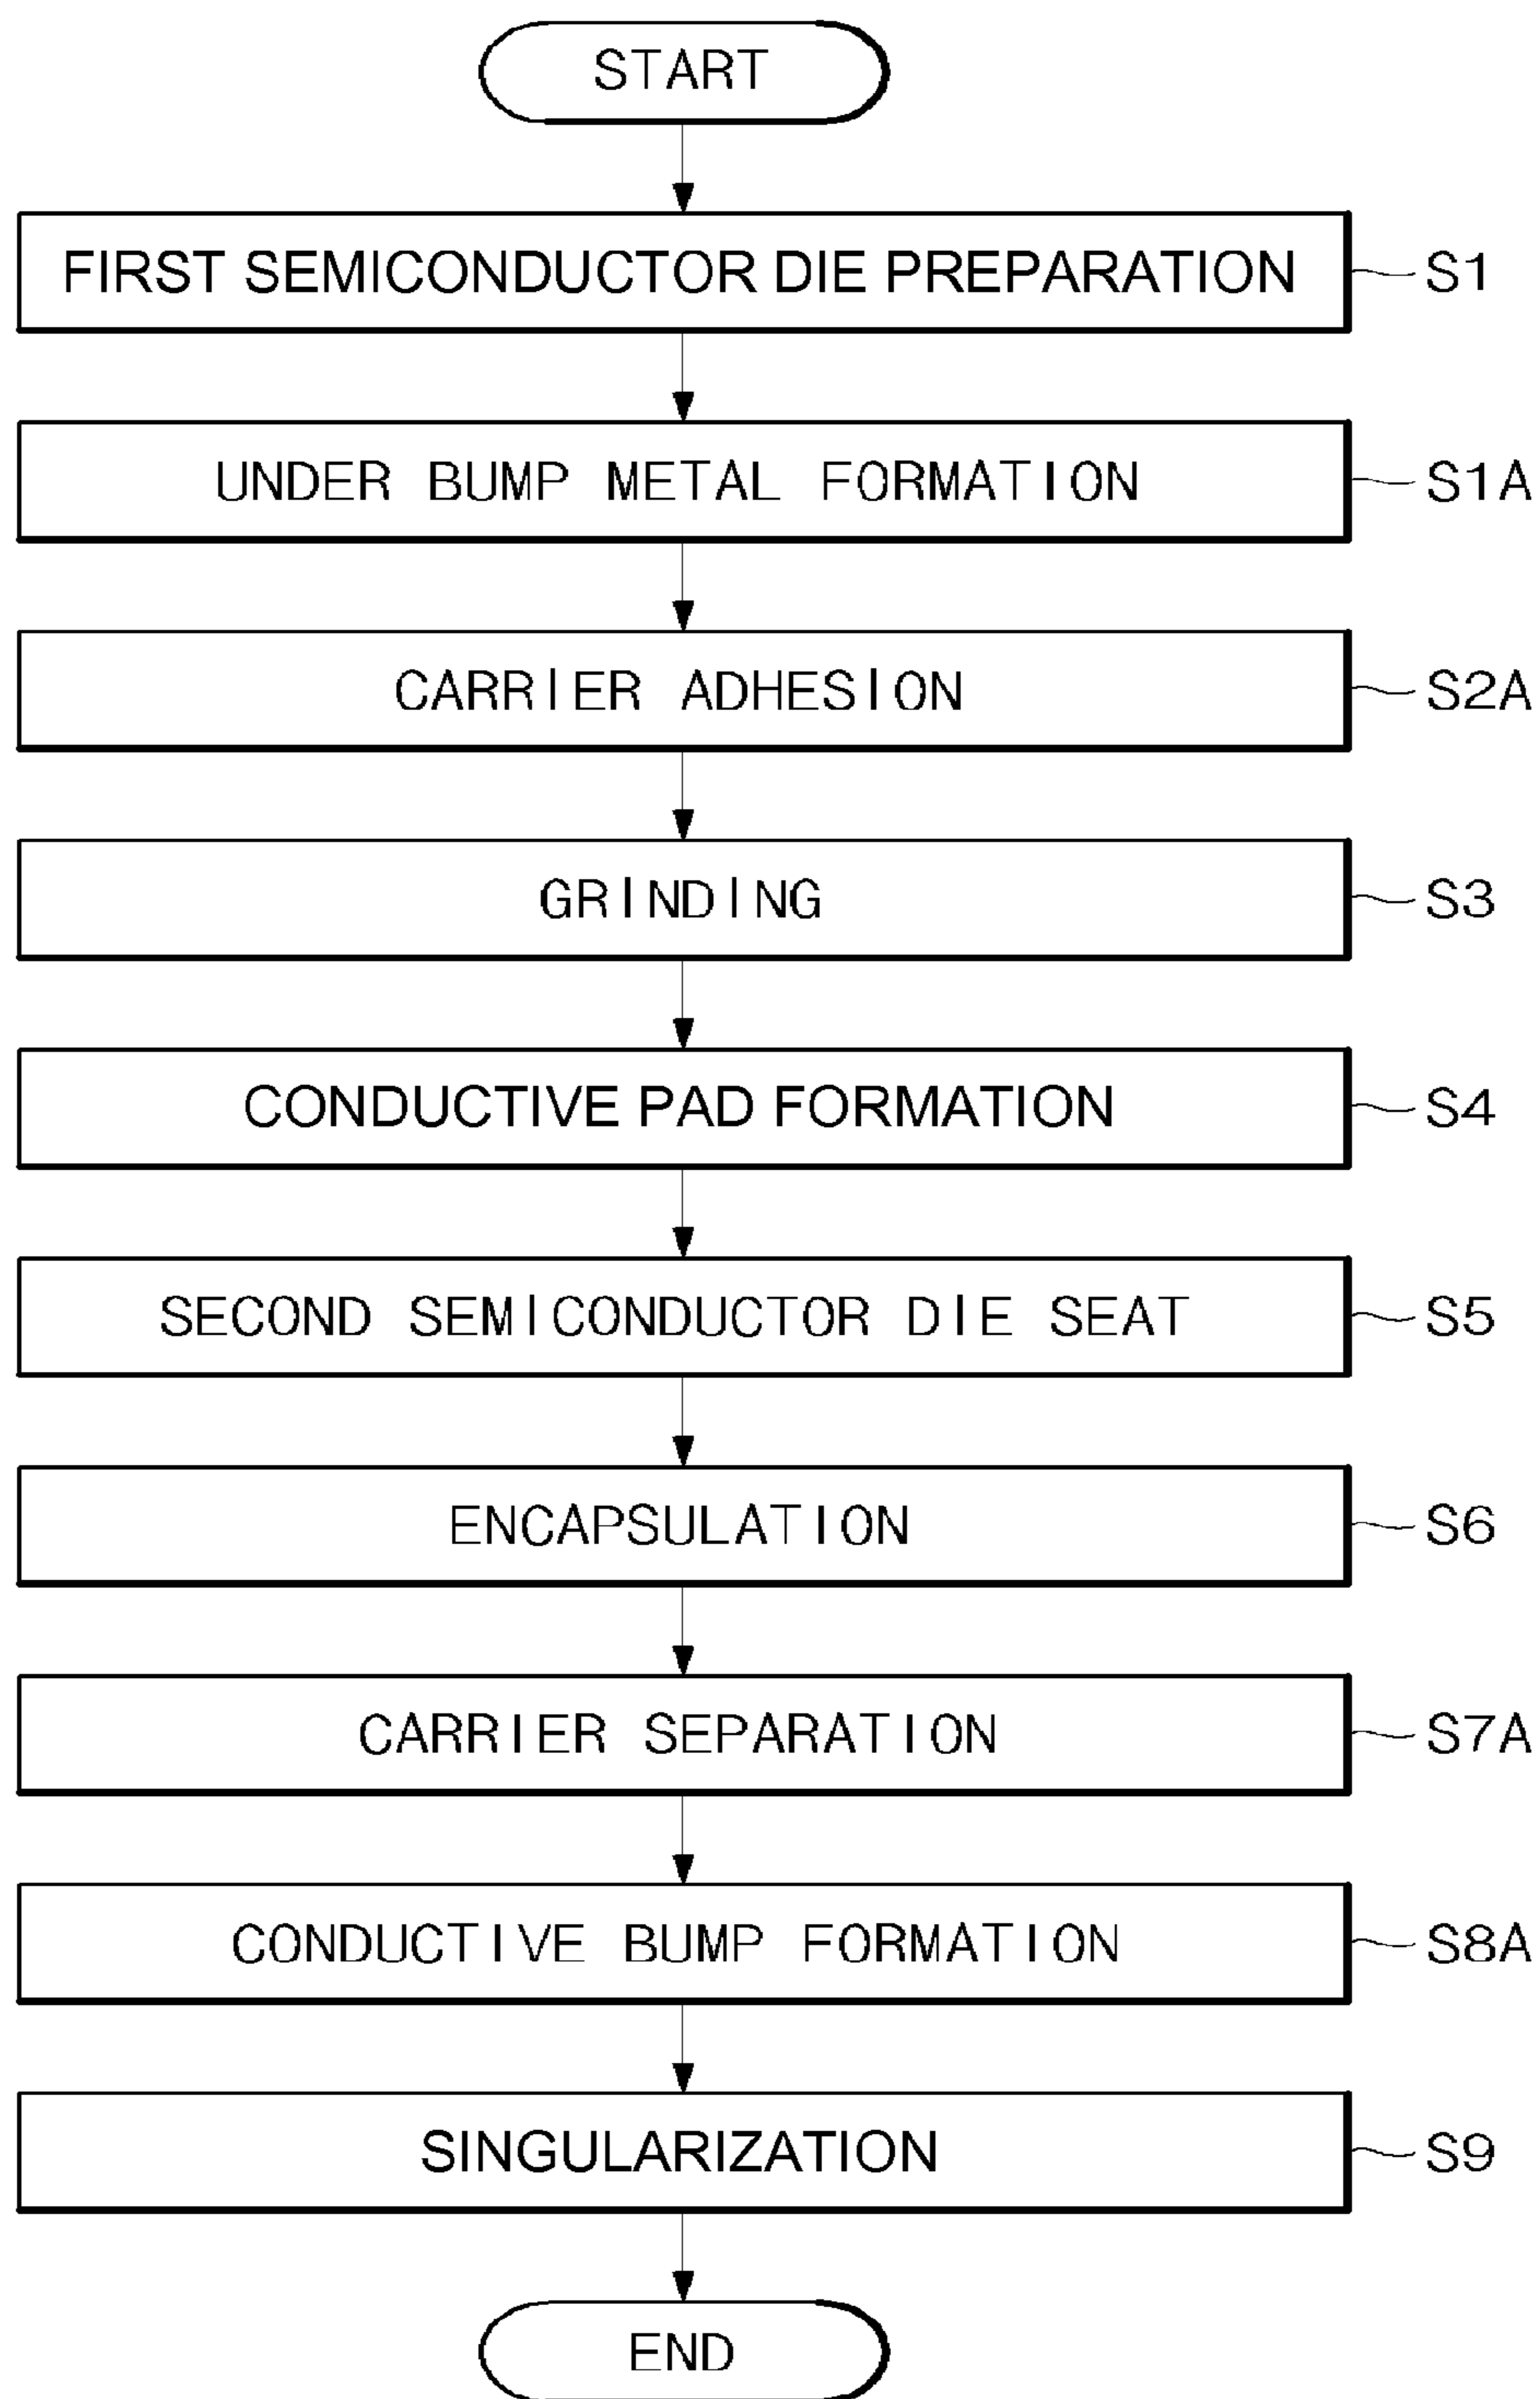 START
FIRST SEMICONDUCTOR DIE PREPARATION S1
UNDER BUMP METAL FORMATION S1A
CARRIER ADHESION S2A
GRINDING S3
CONDUCTIVE PAD FORMATION S4
SECOND SEMICONDUCTOR DIE SEAT S5
ENCAPSULATION S6
CARRIER SEPARATION S7A
CONDUCTIVE BUMP FORMATION S8A
SINGULARIZATION S9
END